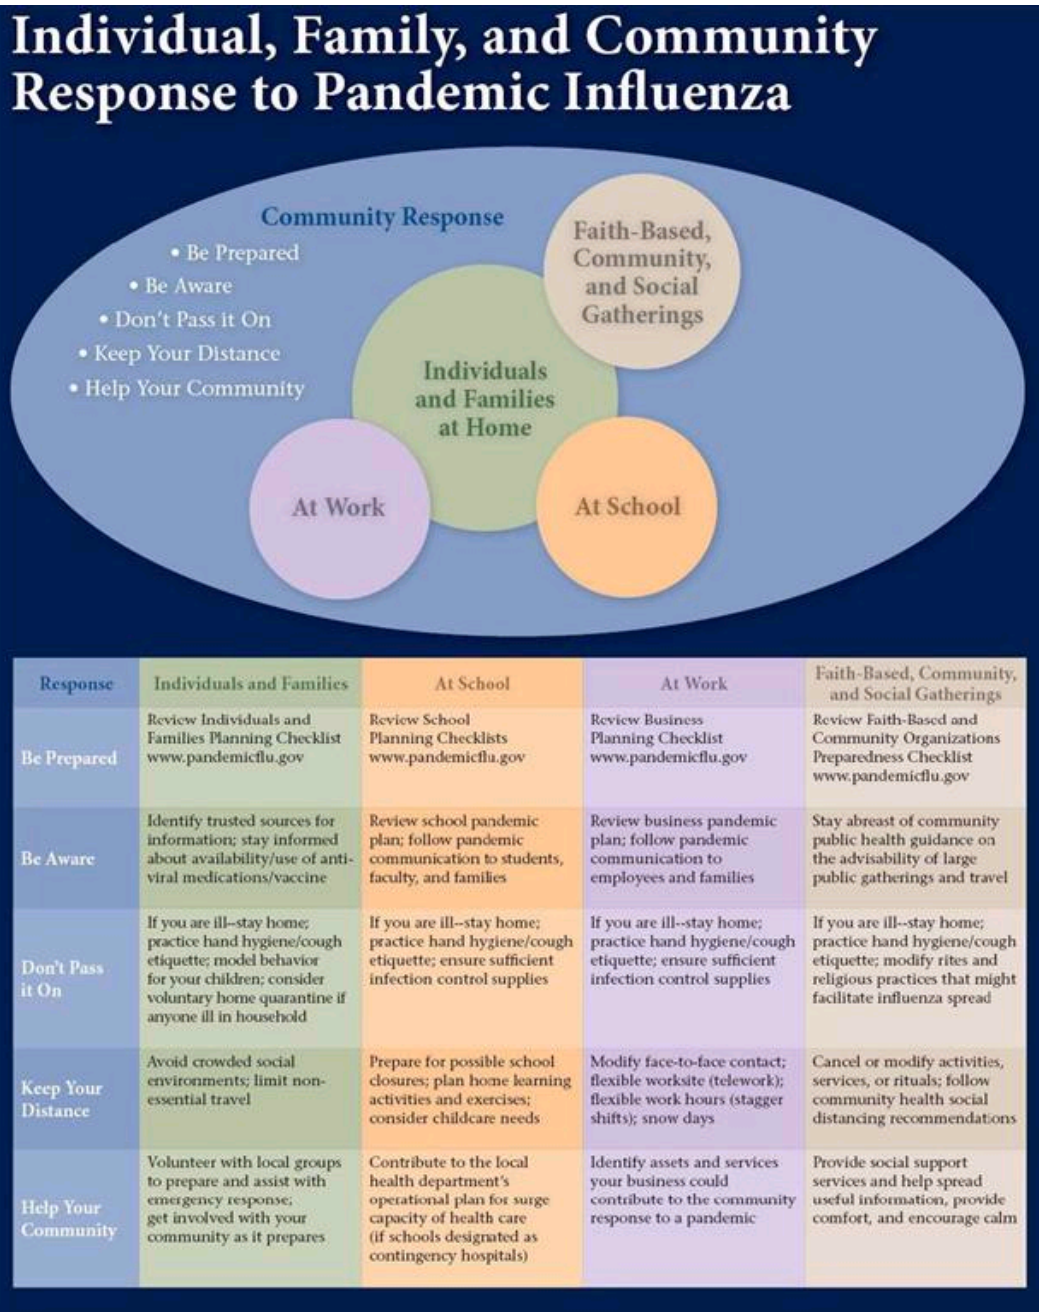 Individual, Family, and Community
Response to Pandemic Influenza
Community Response
• Be Prepared
• Be Aware
• Don't Pass it On
• Keep Your Distance
• Help Your Community
Faith-Based,
Community,
and Social
Gatherings
Individuals
and Families
at Home
At Work
At School
Response
Individuals and Families
At School
At Work
Faith-Based, Community,
and Social Gatherings
Be Prepared
Review Individuals and
Families Planning Checklist
www.pandemicflu.gov
Review School
Planning Checklists
www.pandemicflu.gov
Review Business
Planning Checklist
www.pandemicflu.gov
Review Faith-Based and
Community Organizations
Preparedness Checklist
www.pandemicflu.gov
Be Aware
Identify trusted sources for
information; stay informed
about availability/use of anti-
viral medications/vaccine
Review school pandemic
plan; follow pandemic
communication to students,
faculty, and families
Review business pandemic
plan; follow pandemic
communication to
employees and families
Stay abreast of community
public health guidance on
the advisability of large
public gatherings and travel
Don't Pass
it On
If you are ill--stay home;
practice hand hygiene/cough
etiquette; model behavior
for your children; consider
voluntary home quarantine if
anyone ill in household
If you are ill--stay home;
practice hand hygiene/cough
etiquette; ensure sufficient
infection control supplies
If you are ill--stay home;
practice hand hygiene/cough
etiquette; ensure sufficient
infection control supplies
If you are ill--stay home;
practice hand hygiene/cough
etiquette; modify rites and
religious practices that might
facilitate influenza spread
Keep Your
Distance
Avoid crowded social
environments; limit non-
essential travel
Prepare for possible school
closures; plan home learning
activities and exercises;
consider childcare needs
Modify face-to-face contact;
flexible worksite (telework);
flexible work hours (stagger
shifts); snow days
Cancel or modify activities,
services, or rituals; follow
community health social
distancing recommendations
Help Your
Community
Volunteer with local groups
to prepare and assist with
emergency response;
get involved with your
community as it prepares
Contribute to the local
health department's
operational plan for surge
capacity of health care
(if schools designated as
contingency hospitals)
Identify assets and services
your business could
contribute to the community
response to a pandemic
Provide social support
services and help spread
useful information, provide
comfort, and encourage calm